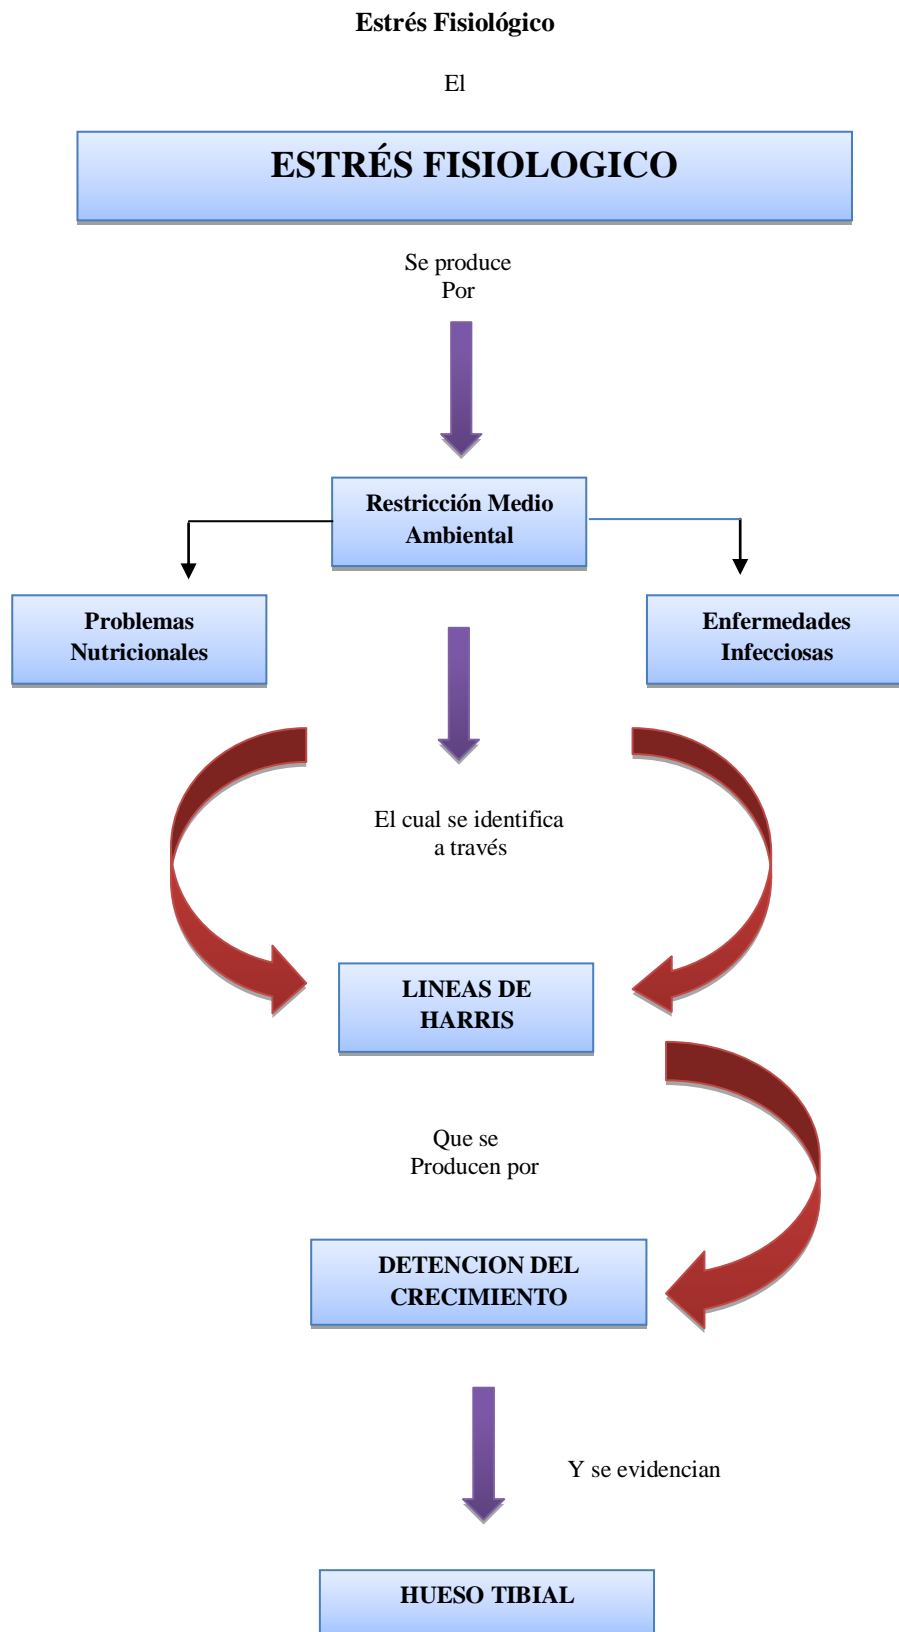 Estrés Fisiológico
El
ESTRÉS FISIOLOGICO
Se produce
Por
Restricción Medio
Ambiental
Problemas
Nutricionales
Enfermedades
Infecciosas
El cual se identifica
a través
LINEAS DE
HARRIS
Que se
Producen por
DETENCION DEL
CRECIMIENTO
Y se evidencian
HUESO TIBIAL